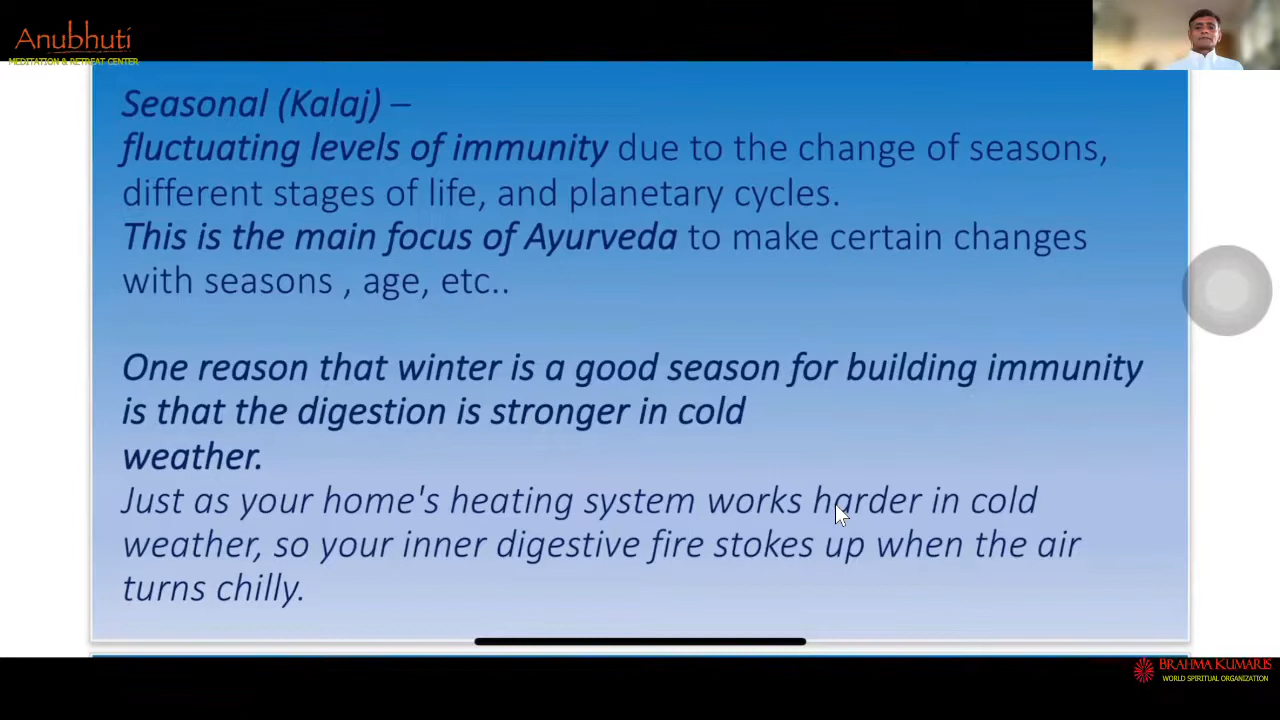 Anubhuti
MEDITATION & RETREAT CENTER
Seasonal (Kalaj) –
fluctuating levels of immunity due to the change of seasons,
different stages of life, and planetary cycles.
This is the main focus of Ayurveda to make certain changes
with seasons , age, etc..
One reason that winter is a good season for building immunity
is that the digestion is stronger in cold
weather.
Just as your home's heating system works harder in cold
weather, so your inner digestive fire stokes up when the air
turns chilly.
BRAHMA KUMARIS
WORLD SPIRITUAL ORGANIZATION